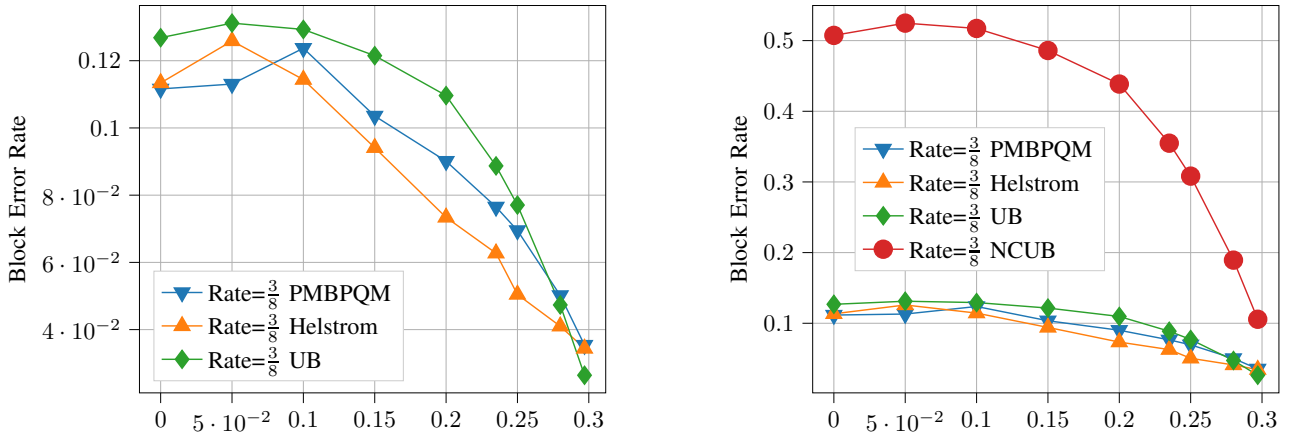 Block Error Rate
0.12
0.1
8 · 10⁻²
6 · 10⁻²
4 · 10⁻²
Rate=3/8 PMBPQM
Rate=3/8 Helstrom
Rate=3/8 UB
0 5 · 10⁻² 0.1 0.15 0.2 0.25 0.3
Block Error Rate
0.5
0.4
0.3
0.2
0.1
Rate=3/8 PMBPQM
Rate=3/8 Helstrom
Rate=3/8 UB
Rate=3/8 NCUB
0 5 · 10⁻² 0.1 0.15 0.2 0.25 0.3